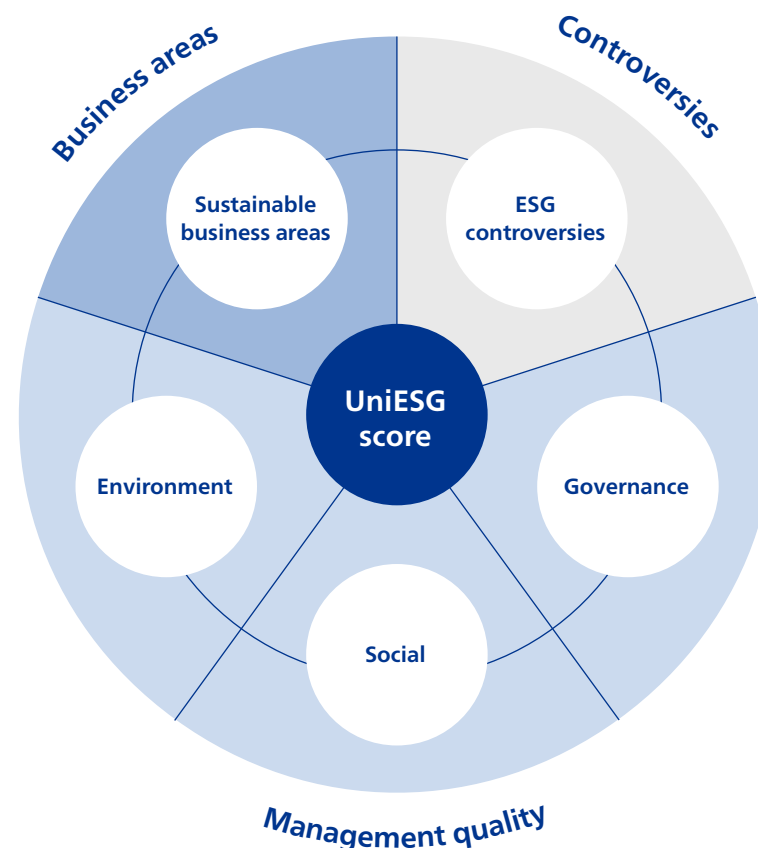 Business areas
Controversies
Sustainable
business areas
ESG
controversies
UniESG
score
Environment
Governance
Social
Management quality